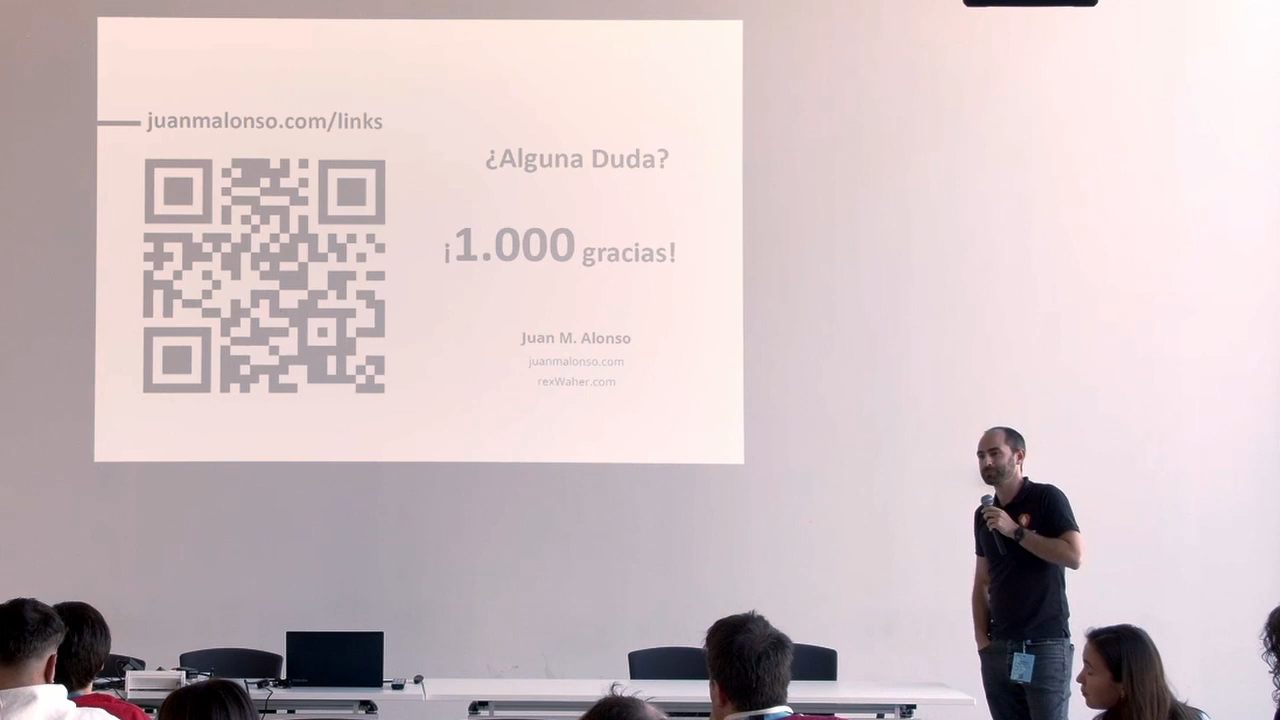 juanmalonso.com/links
¿Alguna Duda?
¡1.000 gracias!
Juan M. Alonso
juanmalonso.com
rexWaher.com